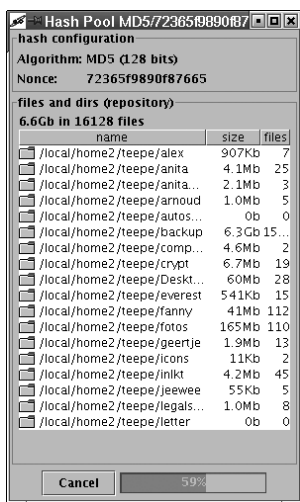 Hash Pool MD5/72365f9890f87
hash configuration
Algorithm: MD5 (128 bits)
Nonce: 72365f9890f87665
files and dirs (repository)
6.6Gb in 16128 files
name size files
/local/home2/teepe/alex 907Kb 7
/local/home2/teepe/anita 4.1Mb 25
/local/home2/teepe/anita... 2.1Mb 3
/local/home2/teepe/arnoud 1.0Mb 5
/local/home2/teepe/autos... 0b 0
/local/home2/teepe/backup 6.3Gb 15...
/local/home2/teepe/comp... 4.6Mb 2
/local/home2/teepe/crypt 6.7Mb 19
/local/home2/teepe/Deskt... 60Mb 28
/local/home2/teepe/everest 541Kb 15
/local/home2/teepe/fanny 41Mb 112
/local/home2/teepe/fotos 165Mb 110
/local/home2/teepe/geertje 1.9Mb 13
/local/home2/teepe/icons 11Kb 2
/local/home2/teepe/inlkt 4.2Mb 45
/local/home2/teepe/jeewee 55Kb 5
/local/home2/teepe/legals... 1.0Mb 8
/local/home2/teepe/letter 0b 0
Cancel 59%